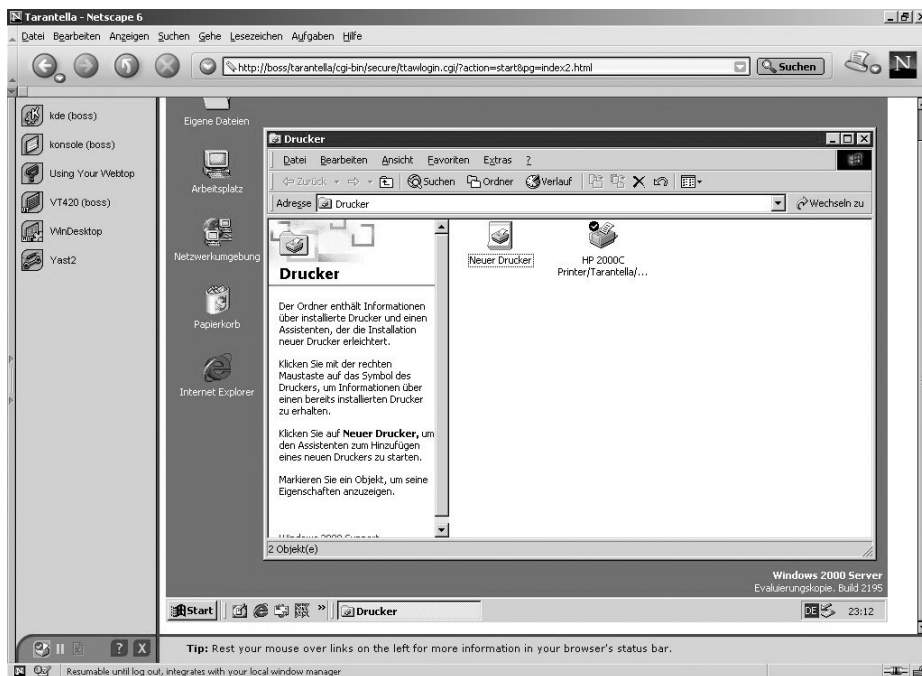 Tarantella - Netscape 6
Datei Bearbeiten Anzeigen Suchen Gehe Lesezeichen Aufgaben Hilfe
http://boss/tarantella/cgi-bin/secure/ttawlogin.cgi/?action=start&pg=index2.html
Suchen
N
kde (boss)
konsole (boss)
Using Your Webtop
VT420 (boss)
WinDesktop
Yast2
Eigene Dateien
Arbeitsplatz
Netzwerkumgebung
Papierkorb
Internet Explorer
Drucker
Datei Bearbeiten Ansicht Favoriten Extras ?
Zurück Suchen Ordner Verlauf
Adresse Drucker Wechseln zu
Drucker
Der Ordner enthält Informationen
über installierte Drucker und einen
Assistenten, der die Installation
neuer Drucker erleichtert.
Klicken Sie mit der rechten
Maustaste auf das Symbol des
Druckers, um Informationen über
einen bereits installierten Drucker
zu erhalten.
Klicken Sie auf Neuer Drucker, um
den Assistenten zum Hinzufügen
eines neuen Druckers zu starten.
Markieren Sie ein Objekt, um seine
Eigenschaften anzuzeigen.
Neuer Drucker
HP 2000C
Printer/Tarantella/...
2 Objekt(e)
Windows 2000 Server
Evaluierungskopie. Build 2195
Start » Drucker DE 23:12
Tip: Rest your mouse over links on the left for more information in your browser's status bar.
Resumable until log out, integrates with your local window manager